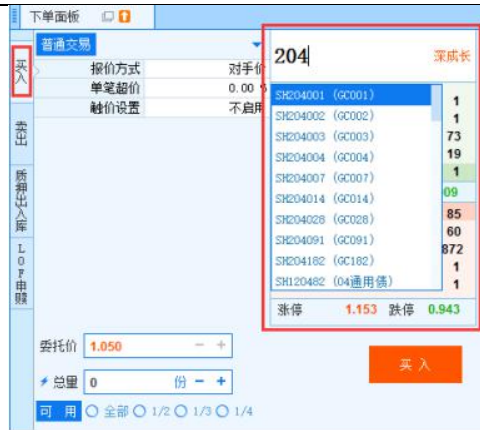 下单面板
买入
卖出
质押出入库
LOF申赎
普通交易
报价方式 对手价
单笔超价 0.00 %
触价设置 不启用
204 深成长
SH204001 (GC001)
SH204002 (GC002)
SH204003 (GC003)
SH204004 (GC004)
SH204007 (GC007)
SH204014 (GC014)
SH204028 (GC028)
SH204091 (GC091)
SH204182 (GC182)
SH120482 (04通用债)
1
1
73
19
1
09
85
60
872
1
1
涨停 1.153 跌停 0.943
委托价 1.050 − +
总量 0 份 − +
买入
可用 全部 1/2 1/3 1/4